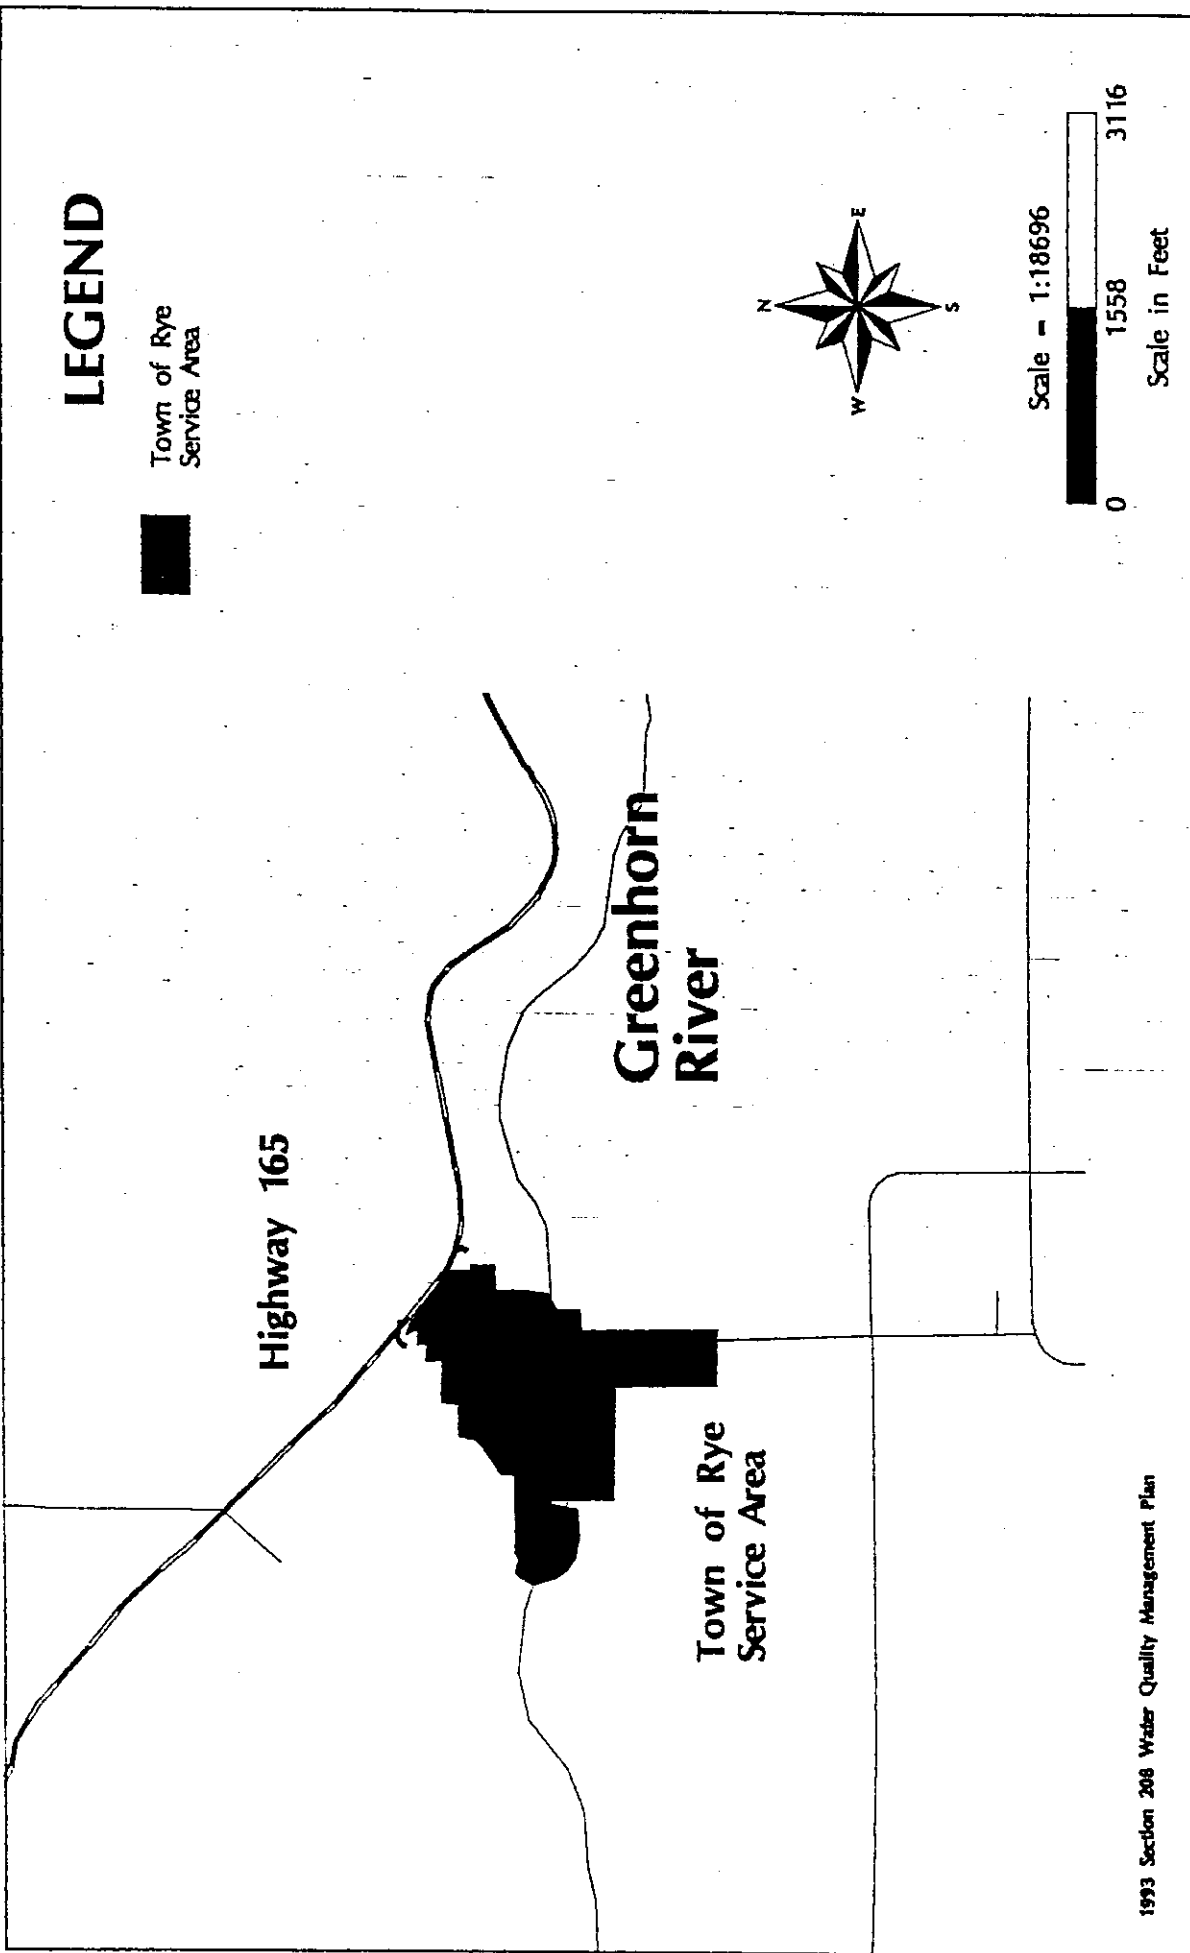 LEGEND
Town of Rye
Service Area
Highway 165
Greenhorn
River
Town of Rye
Service Area
N
W
E
S
Scale - 1:18696
0 1558 3116
Scale in Feet
1993 Section 208 Water Quality Management Plan